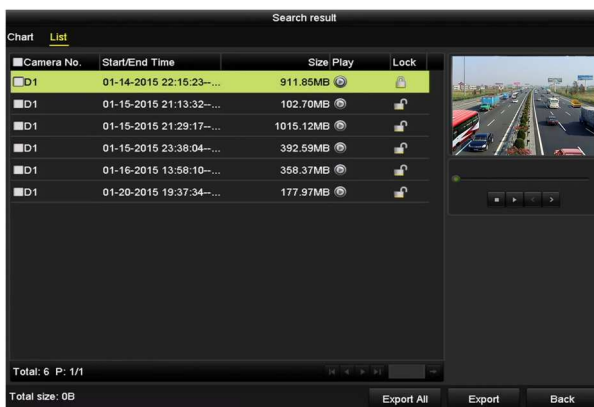 Search result
Chart List
Camera No. Start/End Time Size Play Lock
D1 01-14-2015 22:15:23--... 911.85MB
D1 01-15-2015 21:13:32--... 102.70MB
D1 01-15-2015 21:29:17--... 1015.12MB
D1 01-15-2015 23:38:04--... 392.59MB
D1 01-16-2015 13:58:10--... 358.37MB
D1 01-20-2015 19:37:34--... 177.97MB
Total: 6 P: 1/1
Total size: 0B Export All Export Back